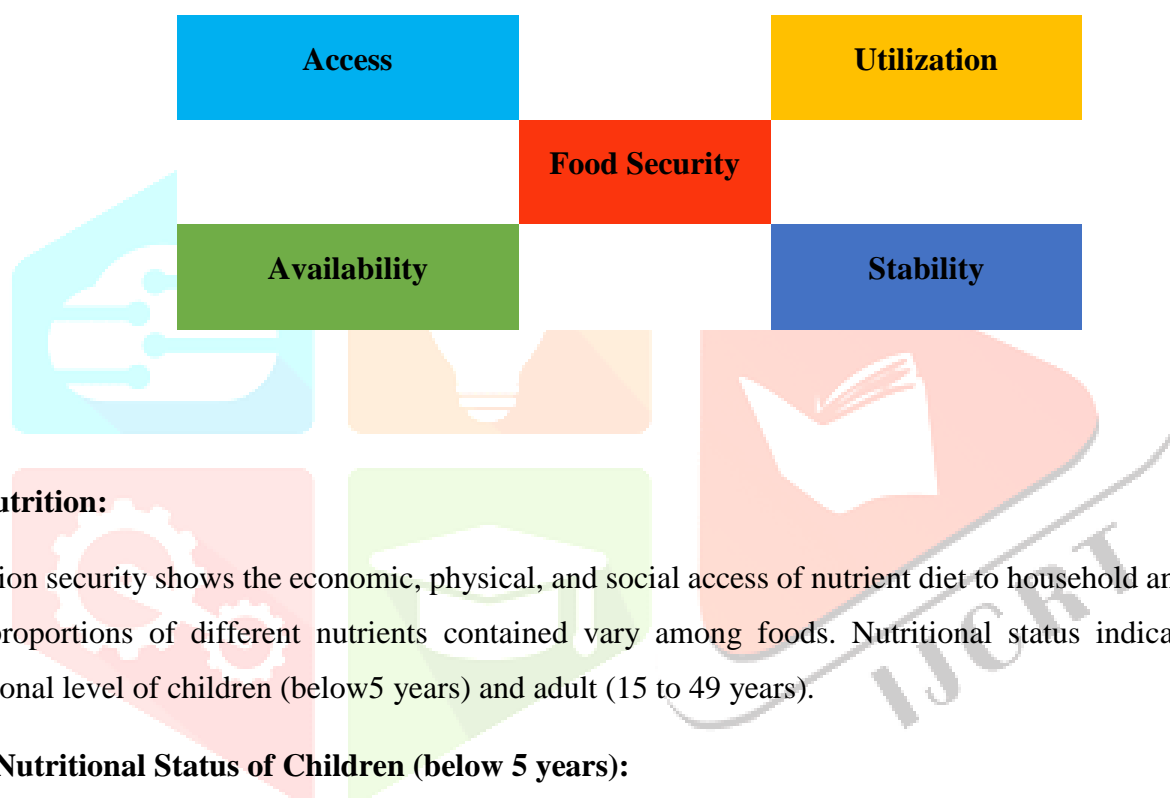 Access Utilization
Food Security
Availability Stability
utrition:
ion security shows the economic, physical, and social access of nutrient diet to household an
proportions of different nutrients contained vary among foods. Nutritional status indica
onal level of children (below5 years) and adult (15 to 49 years).
Nutritional Status of Children (below 5 years):
IJCRT